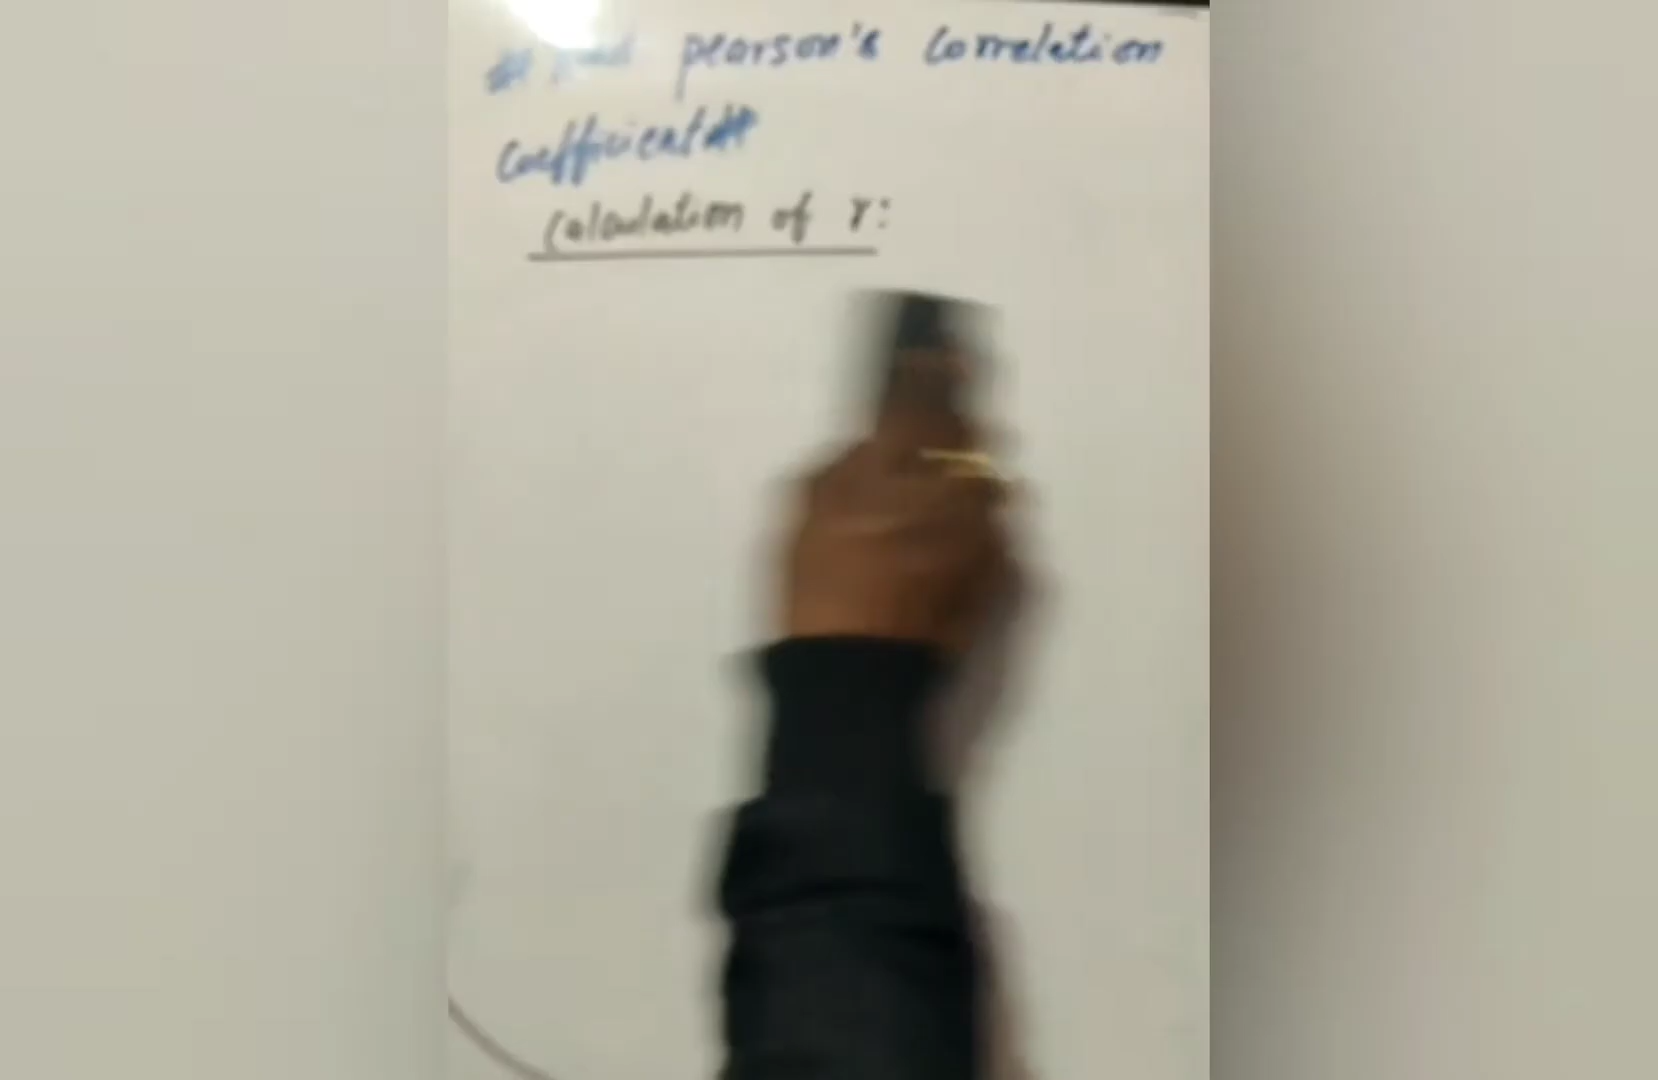 # pearson's Correlation
Coefficient#
Calculation of r: